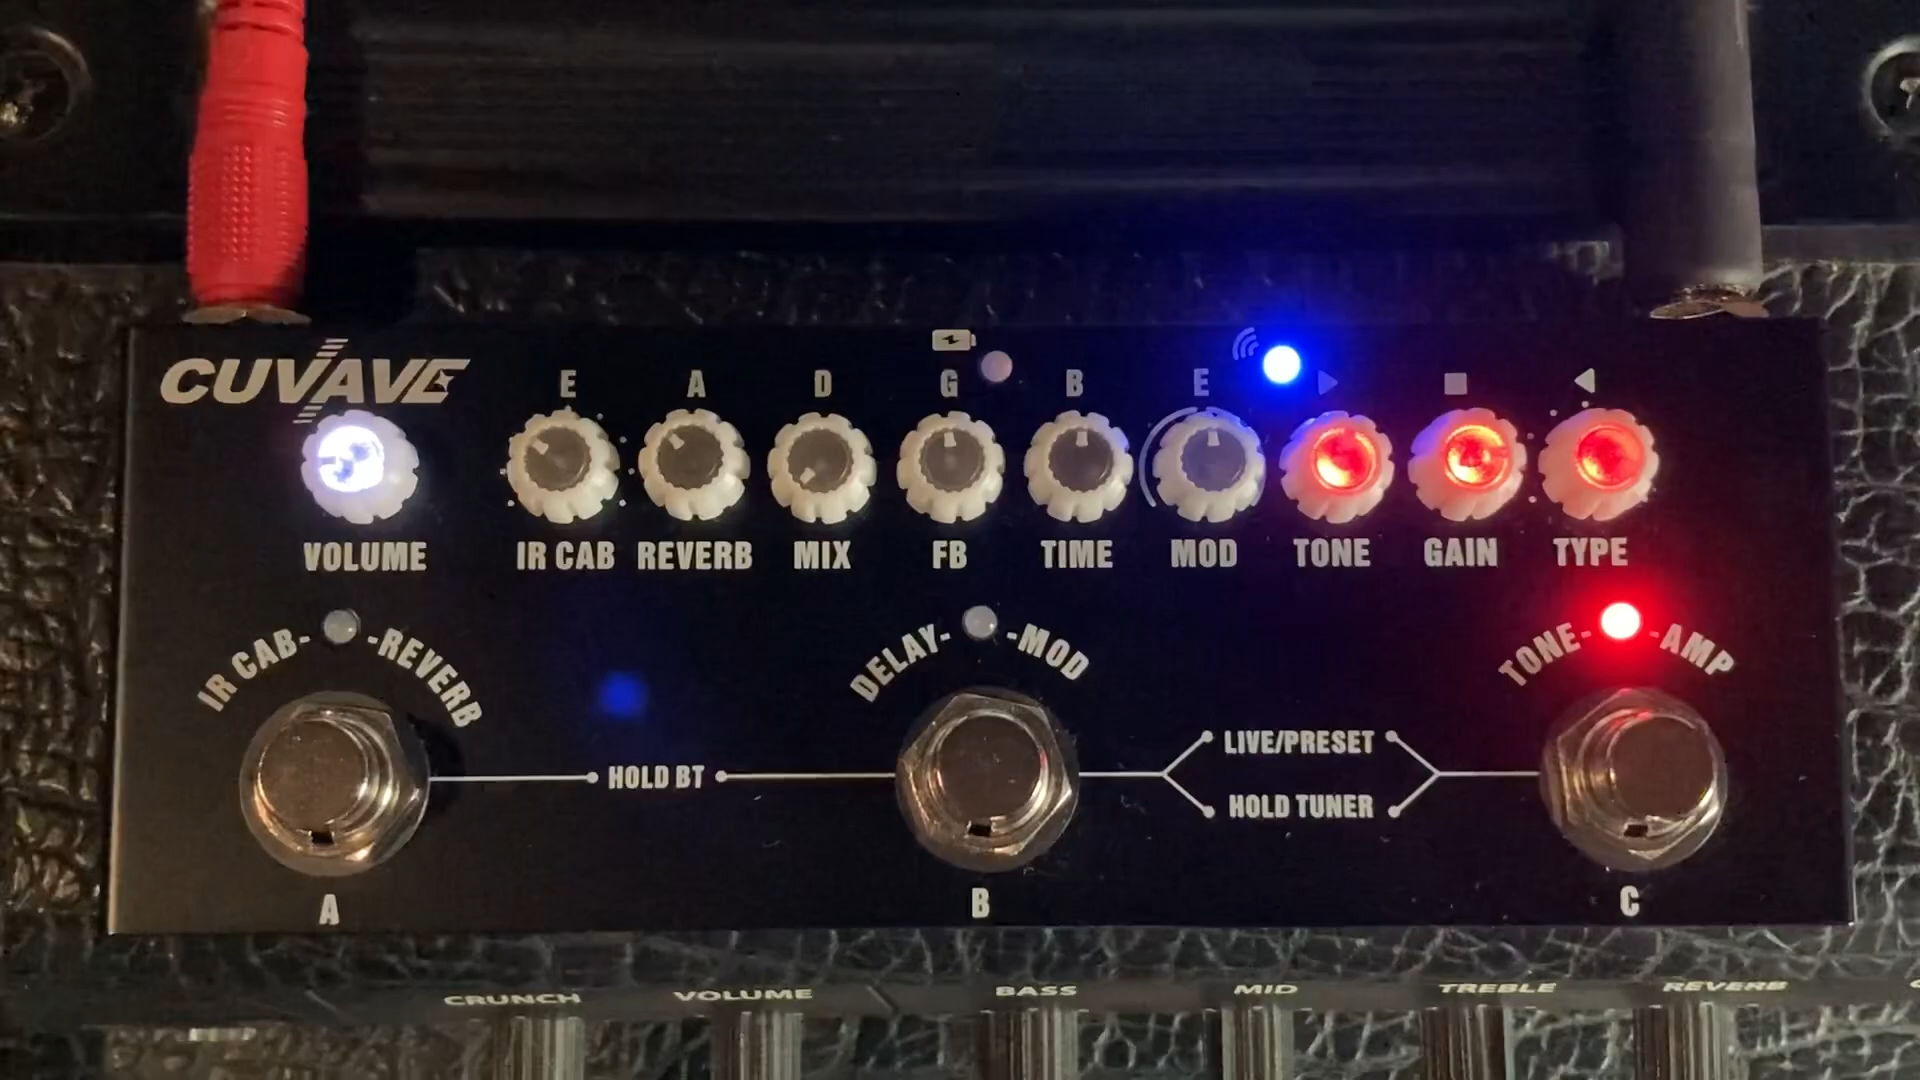 CUVAVE
E A D G B E
VOLUME IR CAB REVERB MIX FB TIME MOD TONE GAIN TYPE
IR CAB- -REVERB DELAY- -MOD TONE- -AMP
LIVE/PRESET
HOLD BT
HOLD TUNER
A B C
CRUNCH VOLUME BASS MID TREBLE REVERB